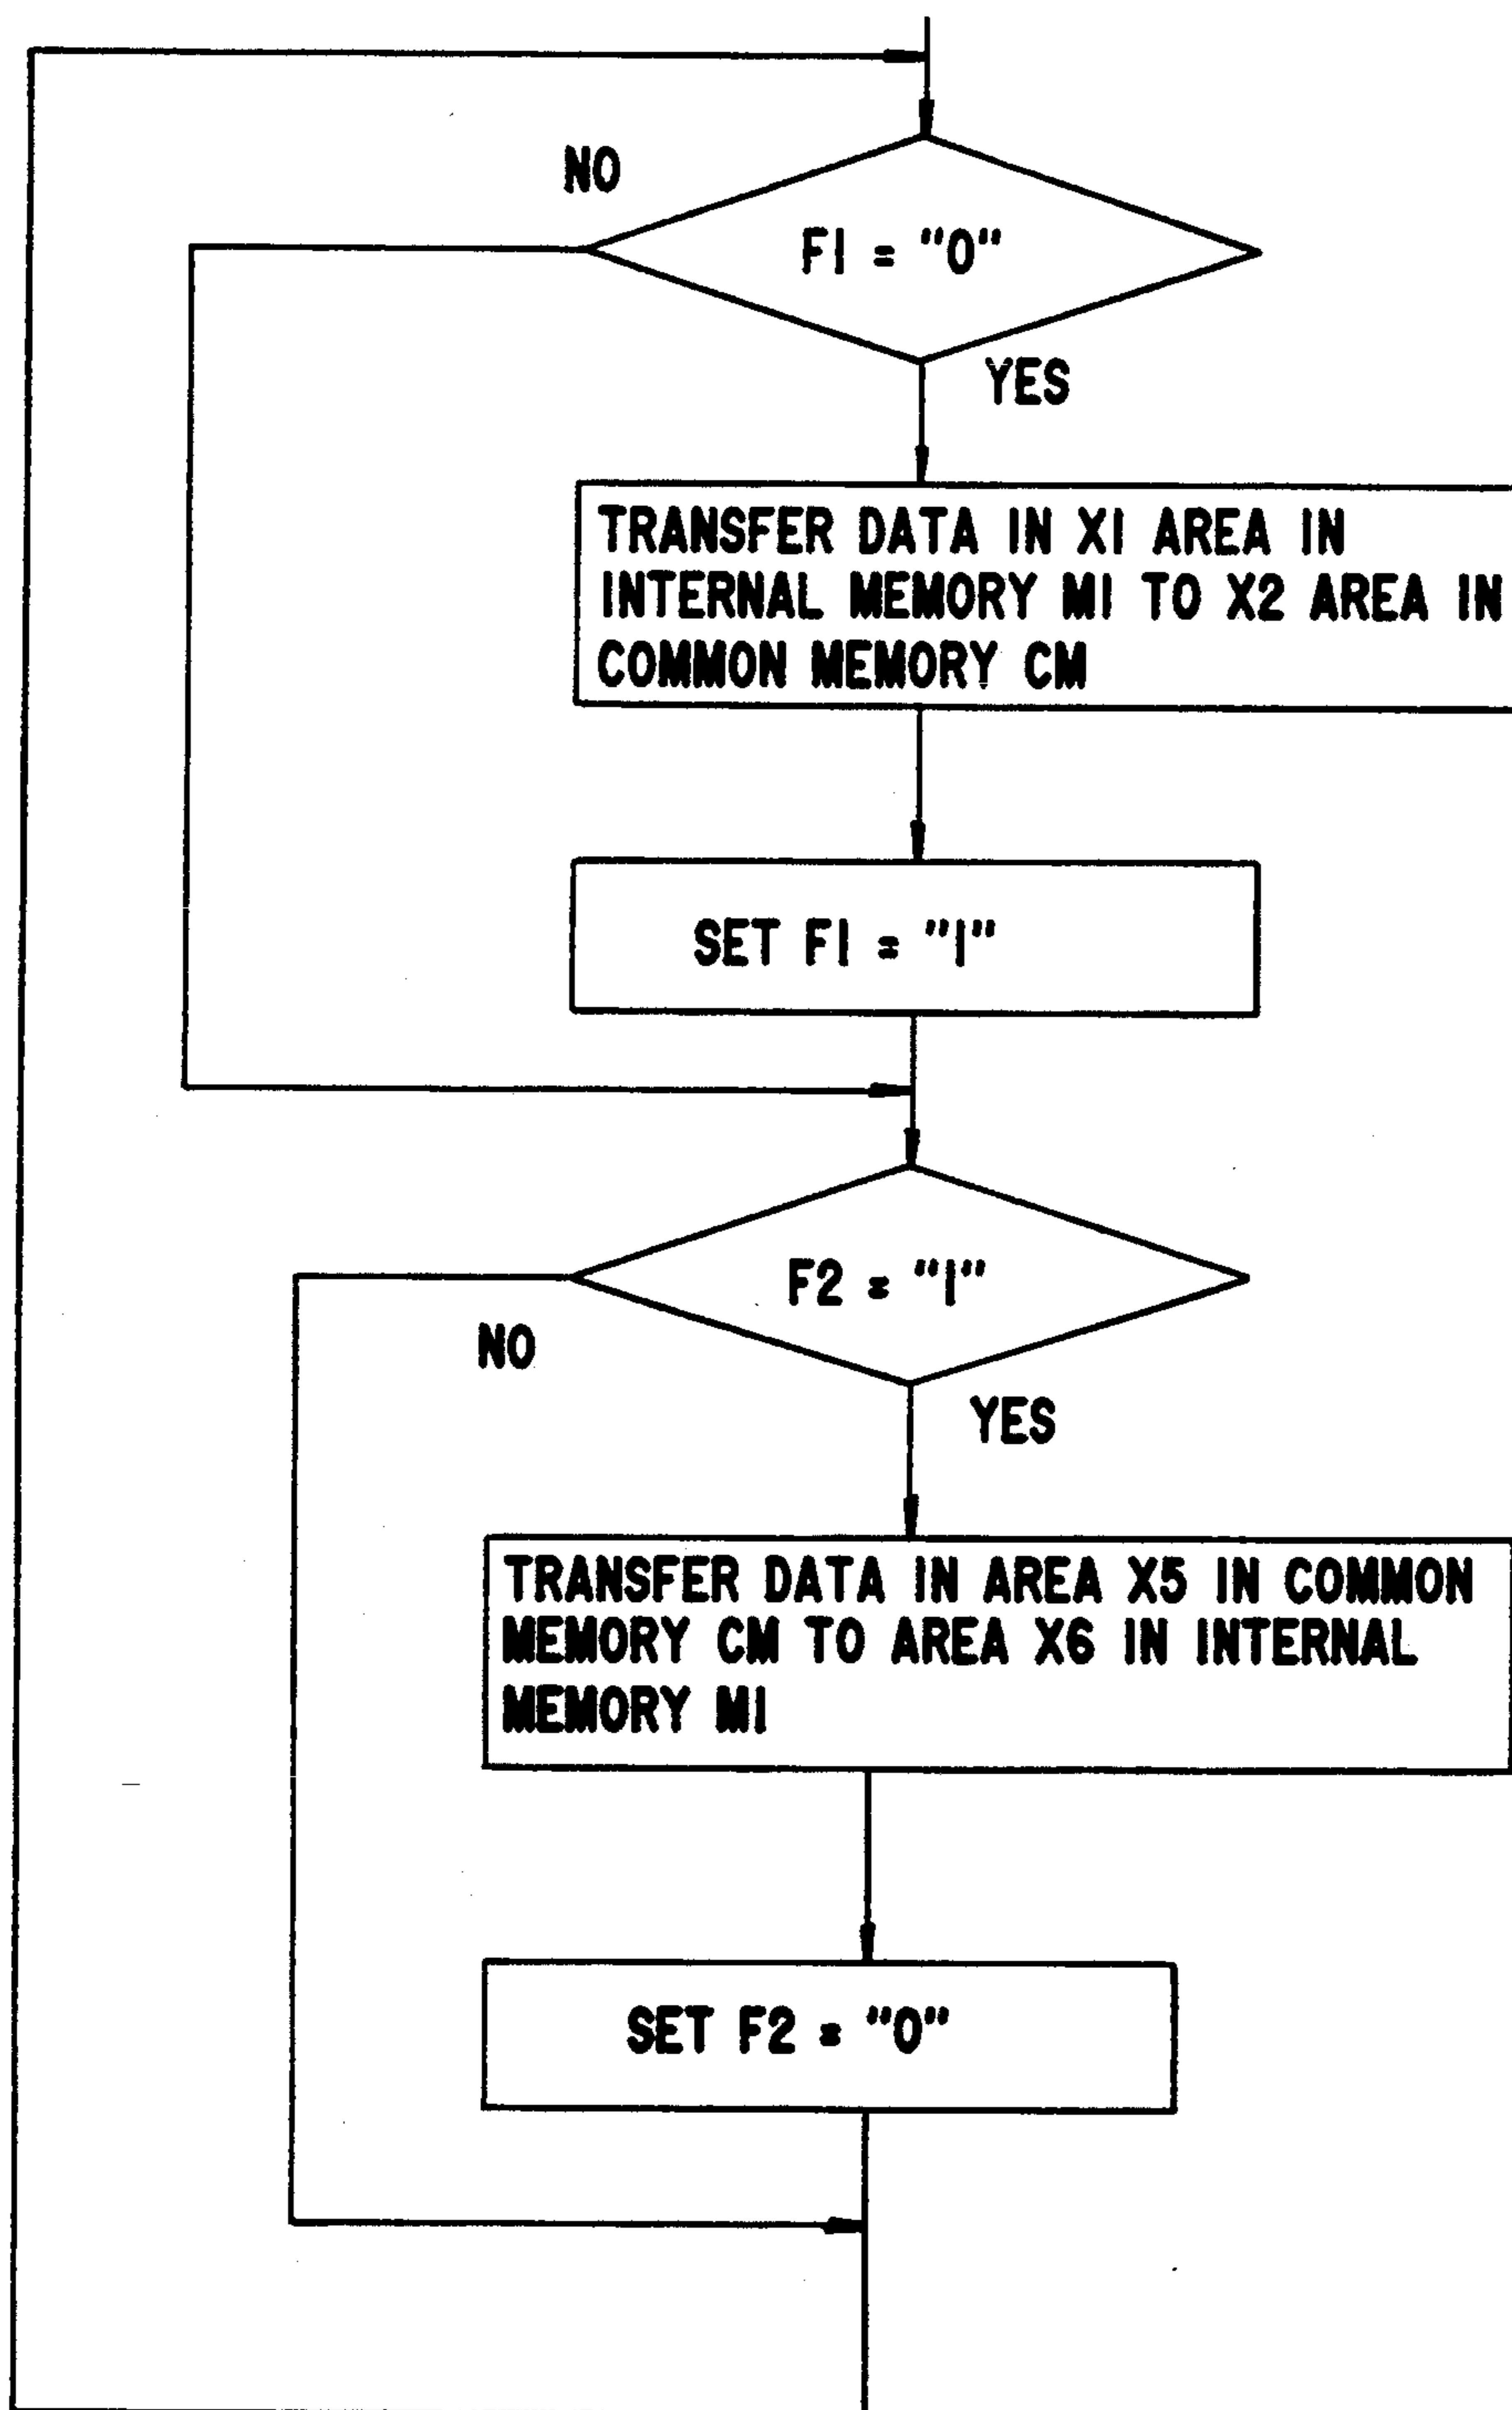 NO
F1 = "0"
YES
TRANSFER DATA IN X1 AREA IN
INTERNAL MEMORY M1 TO X2 AREA IN
COMMON MEMORY CM
SET F1 = "1"
F2 = "1"
NO
YES
TRANSFER DATA IN AREA X5 IN COMMON
MEMORY CM TO AREA X6 IN INTERNAL
MEMORY M1
SET F2 = "0"